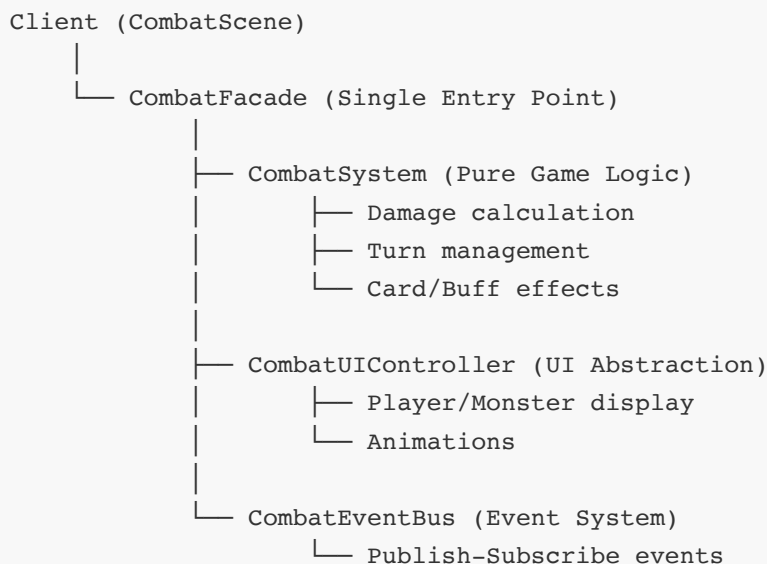 Client (CombatScene)
│
└── CombatFacade (Single Entry Point)
│
├── CombatSystem (Pure Game Logic)
│ ├── Damage calculation
│ ├── Turn management
│ └── Card/Buff effects
│
├── CombatUIController (UI Abstraction)
│ ├── Player/Monster display
│ └── Animations
│
└── CombatEventBus (Event System)
└── Publish-Subscribe events